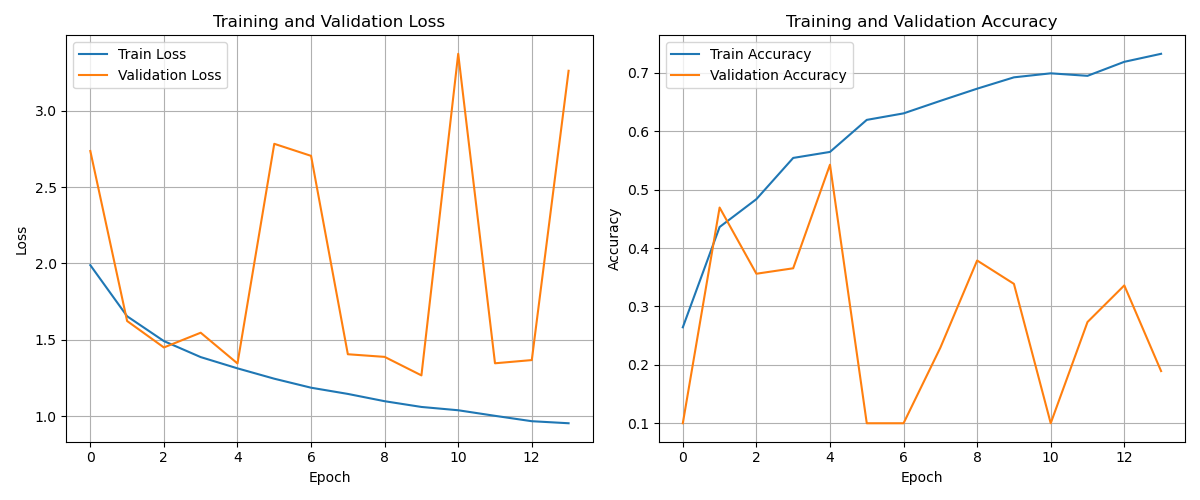 Training and Validation Loss
Train Loss
Validation Loss
3.0
2.5
2.0
1.5
1.0
Loss
0 2 4 6 8 10 12
Epoch
Training and Validation Accuracy
Train Accuracy
Validation Accuracy
0.7
0.6
0.5
0.4
0.3
0.2
0.1
Accuracy
0 2 4 6 8 10 12
Epoch